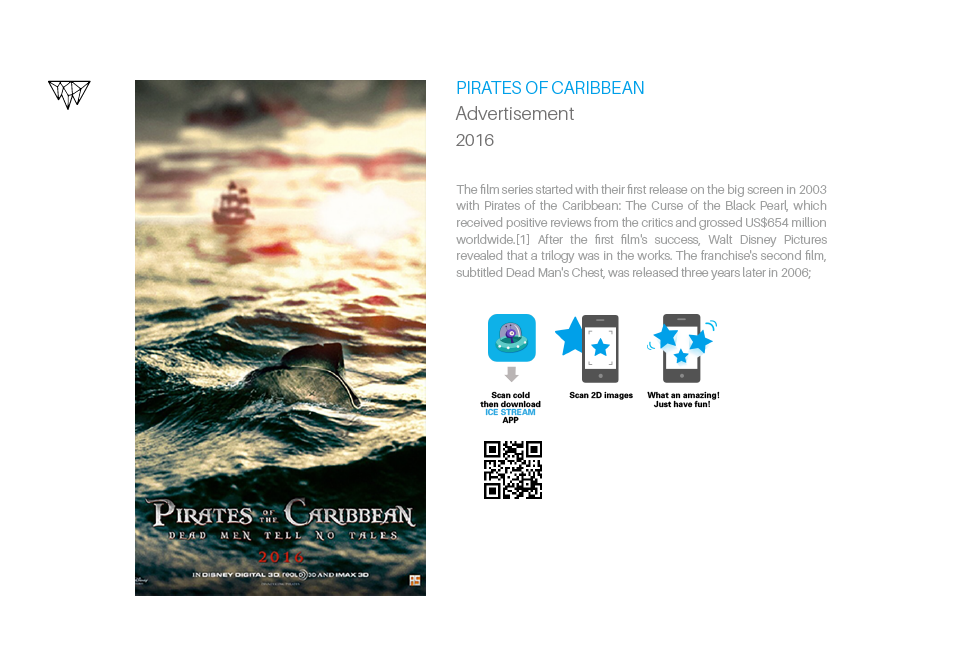 PIRATES OF CARIBBEAN
Advertisement
2016
The film series started with their first release on the big screen in 2003
with Pirates of the Caribbean: The Curse of the Black Pearl, which
received positive reviews from the critics and grossed US$654 million
worldwide.[1] After the first film's success, Walt Disney Pictures
revealed that a trilogy was in the works. The franchise's second film,
subtitled Dead Man's Chest, was released three years later in 2006;
Scan cold
then download
ICE STREAM
APP
Scan 2D images
What an amazing!
Just have fun!
PIRATES OF THE CARIBBEAN
DEAD MEN TELL NO TALES
2016
IN DISNEY DIGITAL 3D, REALD 3D AND IMAX 3D
Disney